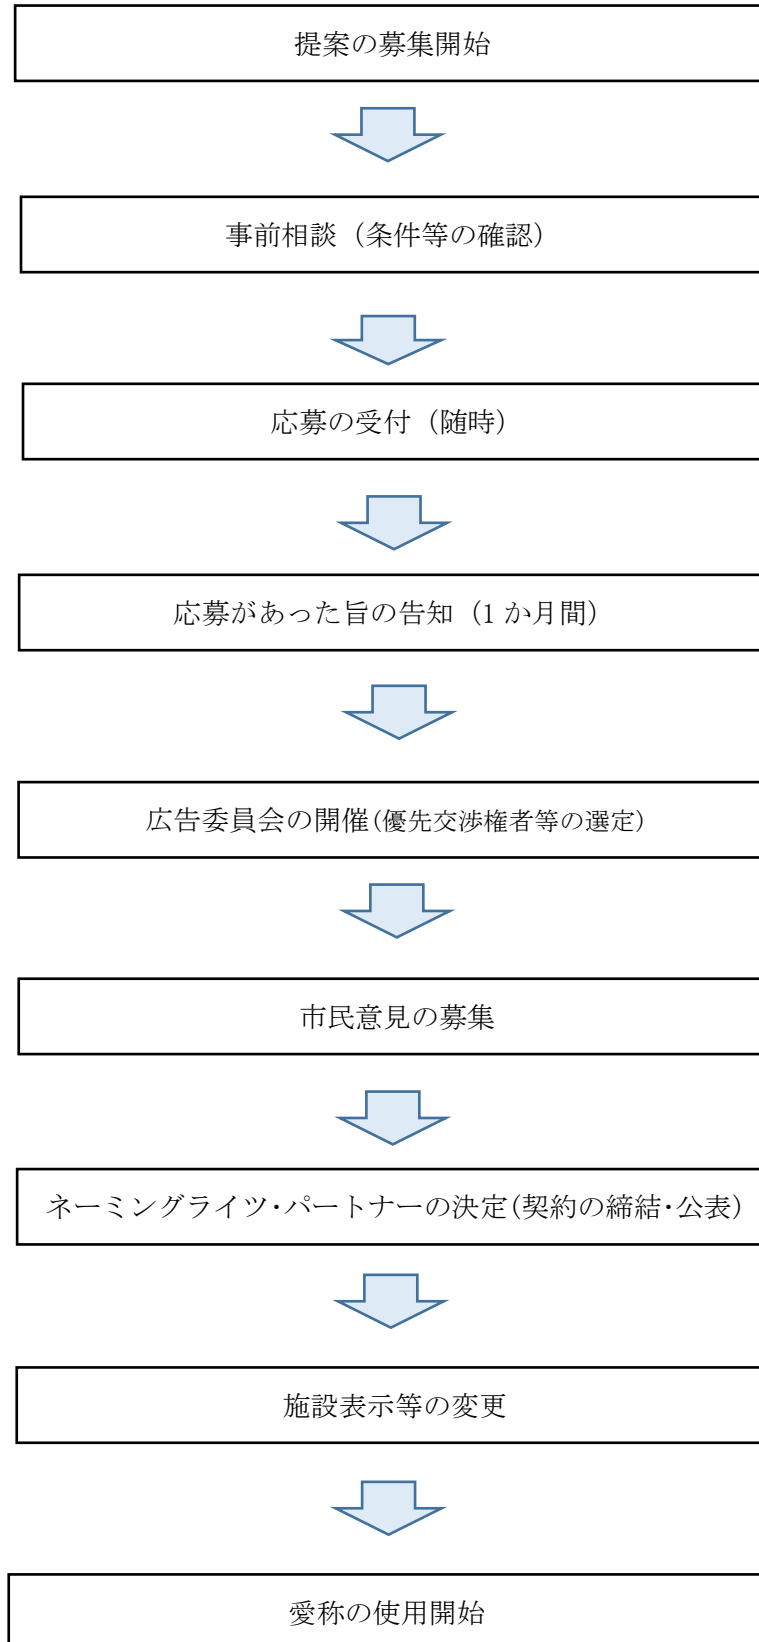 提案の募集開始
事前相談（条件等の確認）
応募の受付（随時）
応募があった旨の告知（1 か月間）
広告委員会の開催(優先交渉権者等の選定)
市民意見の募集
ネーミングライツ・パートナーの決定(契約の締結・公表)
施設表示等の変更
愛称の使用開始